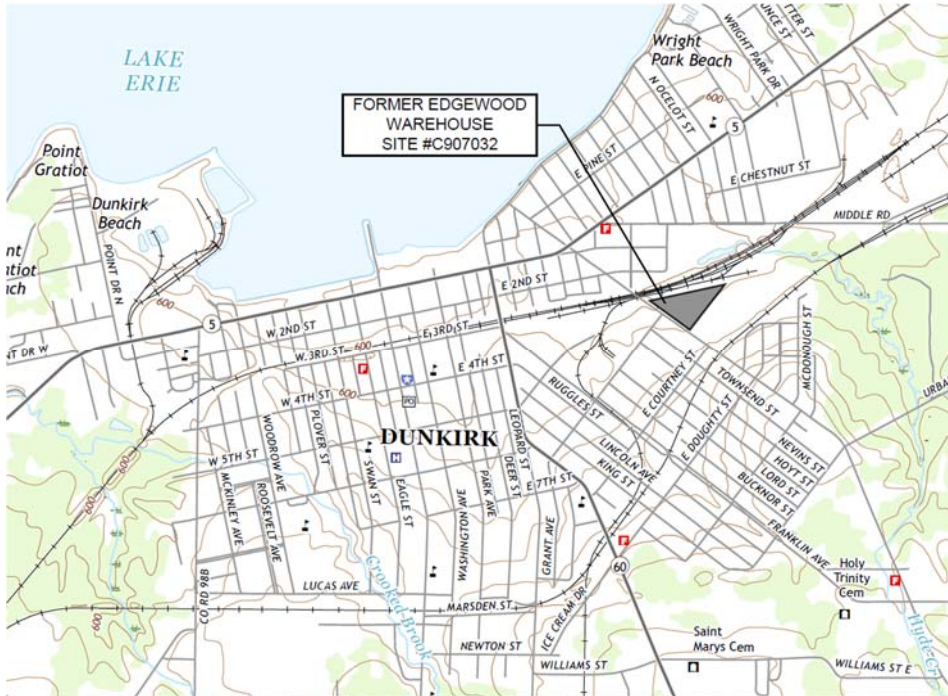 LAKE
ERIE
Wright
Park Beach
WRIGHT PARK DR
N OCELOT ST
600
5
FORMER EDGEWOOD
WAREHOUSE
SITE #C907032
Point
Gratiot
Dunkirk
Beach
POINT DR N
E PINE ST
E CHESTNUT ST
MIDDLE RD
600
5
E 2ND ST
W 2ND ST
E 3RD ST
W 3RD ST
600
E 4TH ST
W 4TH ST
600
PO
DUNKIRK
W 5TH ST
H
WOODROW AVE
PLOVER ST
SWAN ST
EAGLE ST
MCKINLEY AVE
ROOSEVELT AVE
WASHINGTON AVE
PARK AVE
LEOPARD ST
DEER ST
E 7TH ST
GRANT AVE
RUGGLES ST
LINCOLN AVE
KING ST
E COURTNEY ST
E DOUGHTY ST
TOWNSEND ST
MCDONOUGH ST
NEVINS ST
HOYT ST
LORD ST
BUCKNOR ST
FRANKLIN AVE
600
600
600
CO RD 98B
LUCAS AVE
Crooked Brook
MARSDEN ST
ICE CREAM DR
60
NEWTON ST
WILLIAMS ST
Saint
Marys Cem
Holy
Trinity
Cem
WILLIAMS ST E